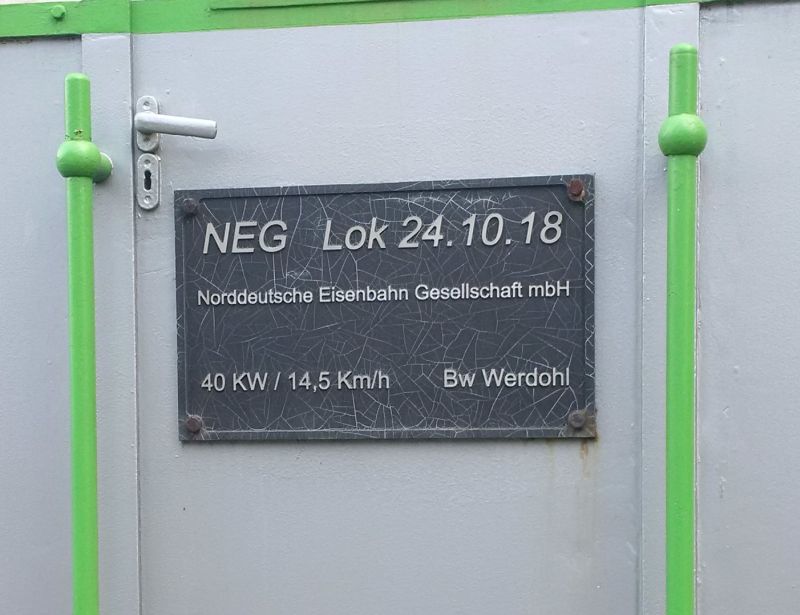 NEG Lok 24.10.18
Norddeutsche Eisenbahn Gesellschaft mbH
40 KW / 14,5 Km/h Bw Werdohl